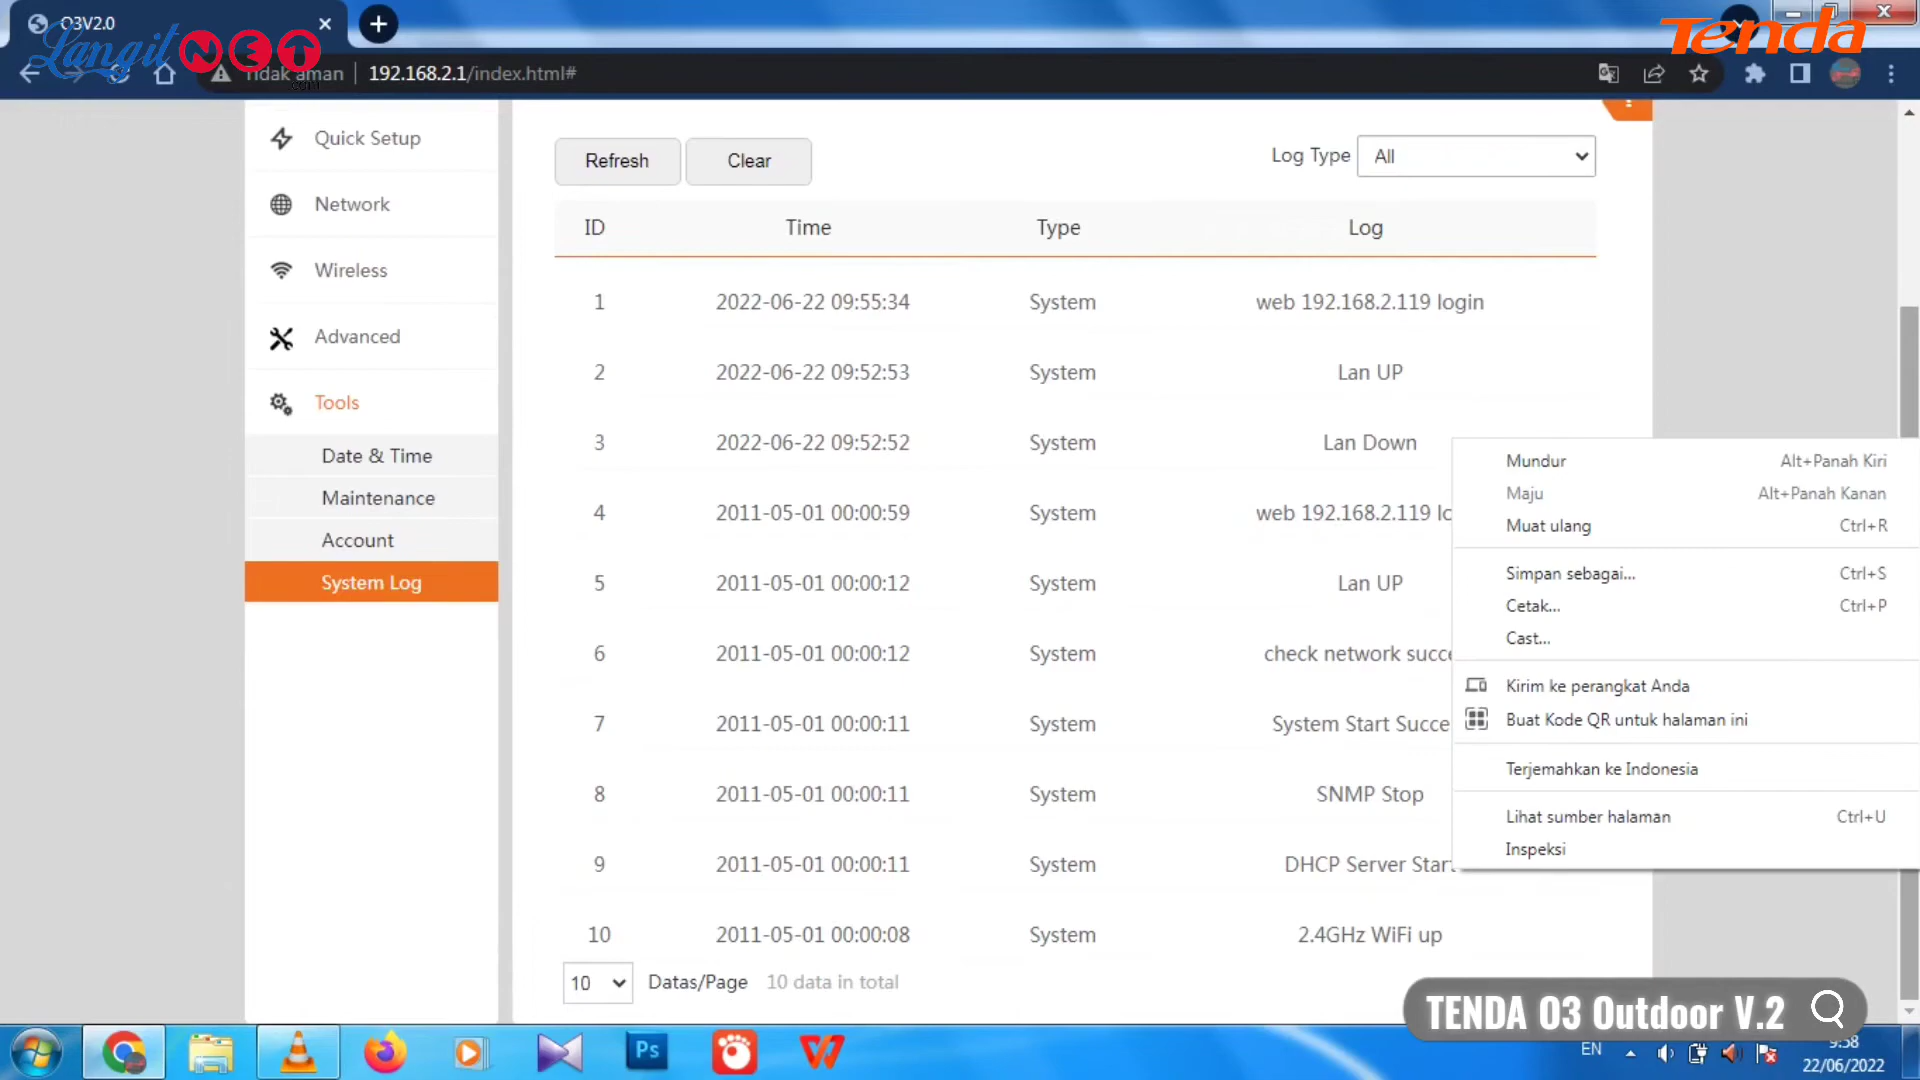 O3V2.0
LangitNET
.com
Tenda
Tidak aman
192.168.2.1/index.html#
Quick Setup
Network
Wireless
Advanced
Tools
Date & Time
Maintenance
Account
System Log
Refresh
Clear
Log Type
All
ID Time Type Log
1 2022-06-22 09:55:34 System web 192.168.2.119 login
2 2022-06-22 09:52:53 System Lan UP
3 2022-06-22 09:52:52 System Lan Down
4 2011-05-01 00:00:59 System web 192.168.2.119 lo
5 2011-05-01 00:00:12 System Lan UP
6 2011-05-01 00:00:12 System check network succe
7 2011-05-01 00:00:11 System System Start Succe
8 2011-05-01 00:00:11 System SNMP Stop
9 2011-05-01 00:00:11 System DHCP Server Start
10 2011-05-01 00:00:08 System 2.4GHz WiFi up
10 Datas/Page 10 data in total
Mundur Alt+Panah Kiri
Maju Alt+Panah Kanan
Muat ulang Ctrl+R
Simpan sebagai... Ctrl+S
Cetak... Ctrl+P
Cast...
Kirim ke perangkat Anda
Buat Kode QR untuk halaman ini
Terjemahkan ke Indonesia
Lihat sumber halaman Ctrl+U
Inspeksi
TENDA O3 Outdoor V.2
Ps
EN
9:58
22/06/2022